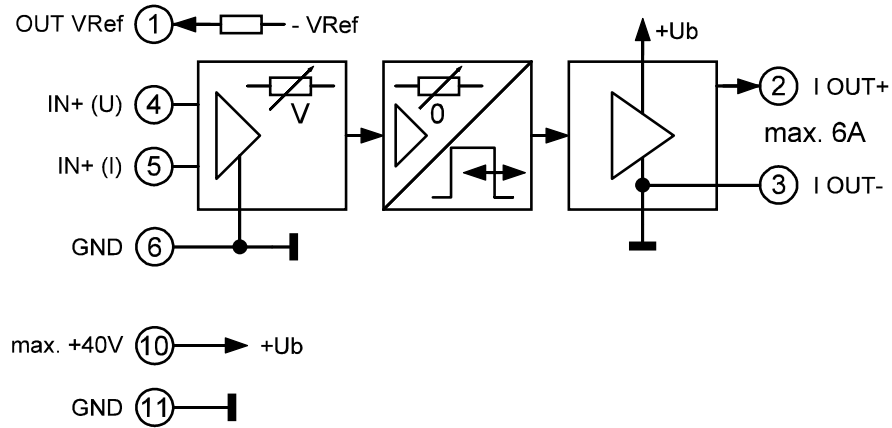 OUT VRef 1 - VRef
+Ub
IN+ (U) 4
V
0
2 I OUT+
max. 6A
IN+ (I) 5
3 I OUT-
GND 6
max. +40V 10 +Ub
GND 11